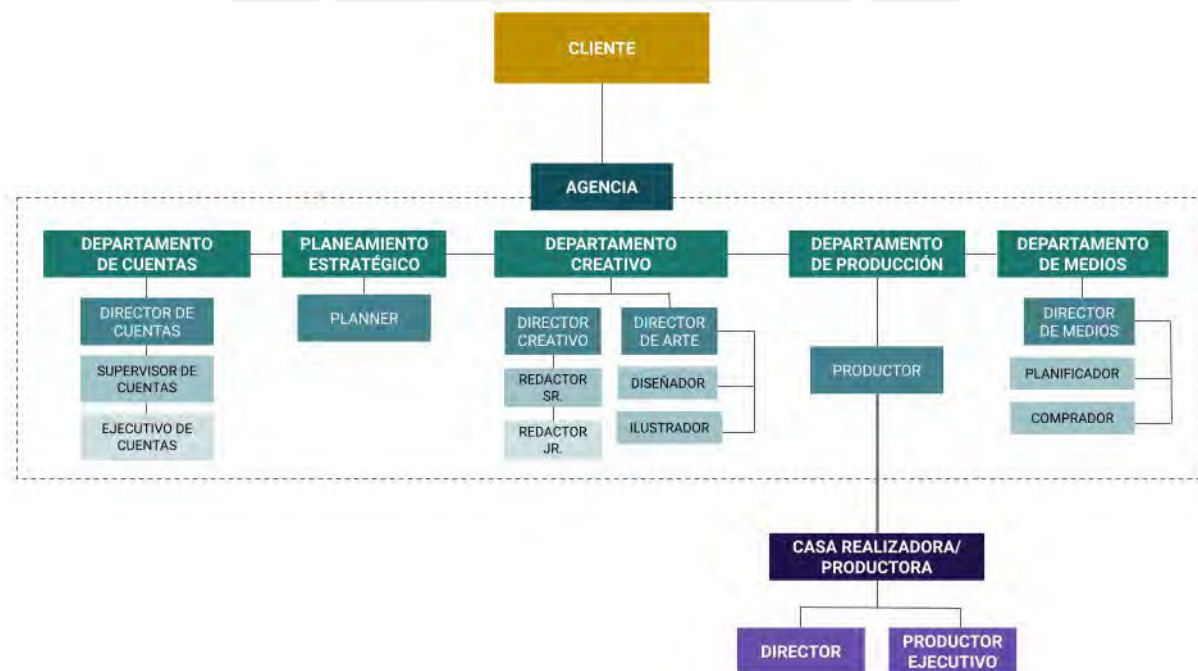 CLIENTE
AGENCIA
DEPARTAMENTO
DE CUENTAS
PLANEAMIENTO
ESTRATÉGICO
DEPARTAMENTO
CREATIVO
DEPARTAMENTO
DE PRODUCCIÓN
DEPARTAMENTO
DE MEDIOS
DIRECTOR DE
CUENTAS
SUPERVISOR DE
CUENTAS
EJECUTIVO DE
CUENTAS
PLANNER
DIRECTOR
CREATIVO
REDACTOR
SR.
REDACTOR
JR.
DIRECTOR
DE ARTE
DISEÑADOR
ILUSTRADOR
PRODUCTOR
DIRECTOR
DE MEDIOS
PLANIFICADOR
COMPRADOR
CASA REALIZADORA/
PRODUCTORA
DIRECTOR
PRODUCTOR
EJECUTIVO